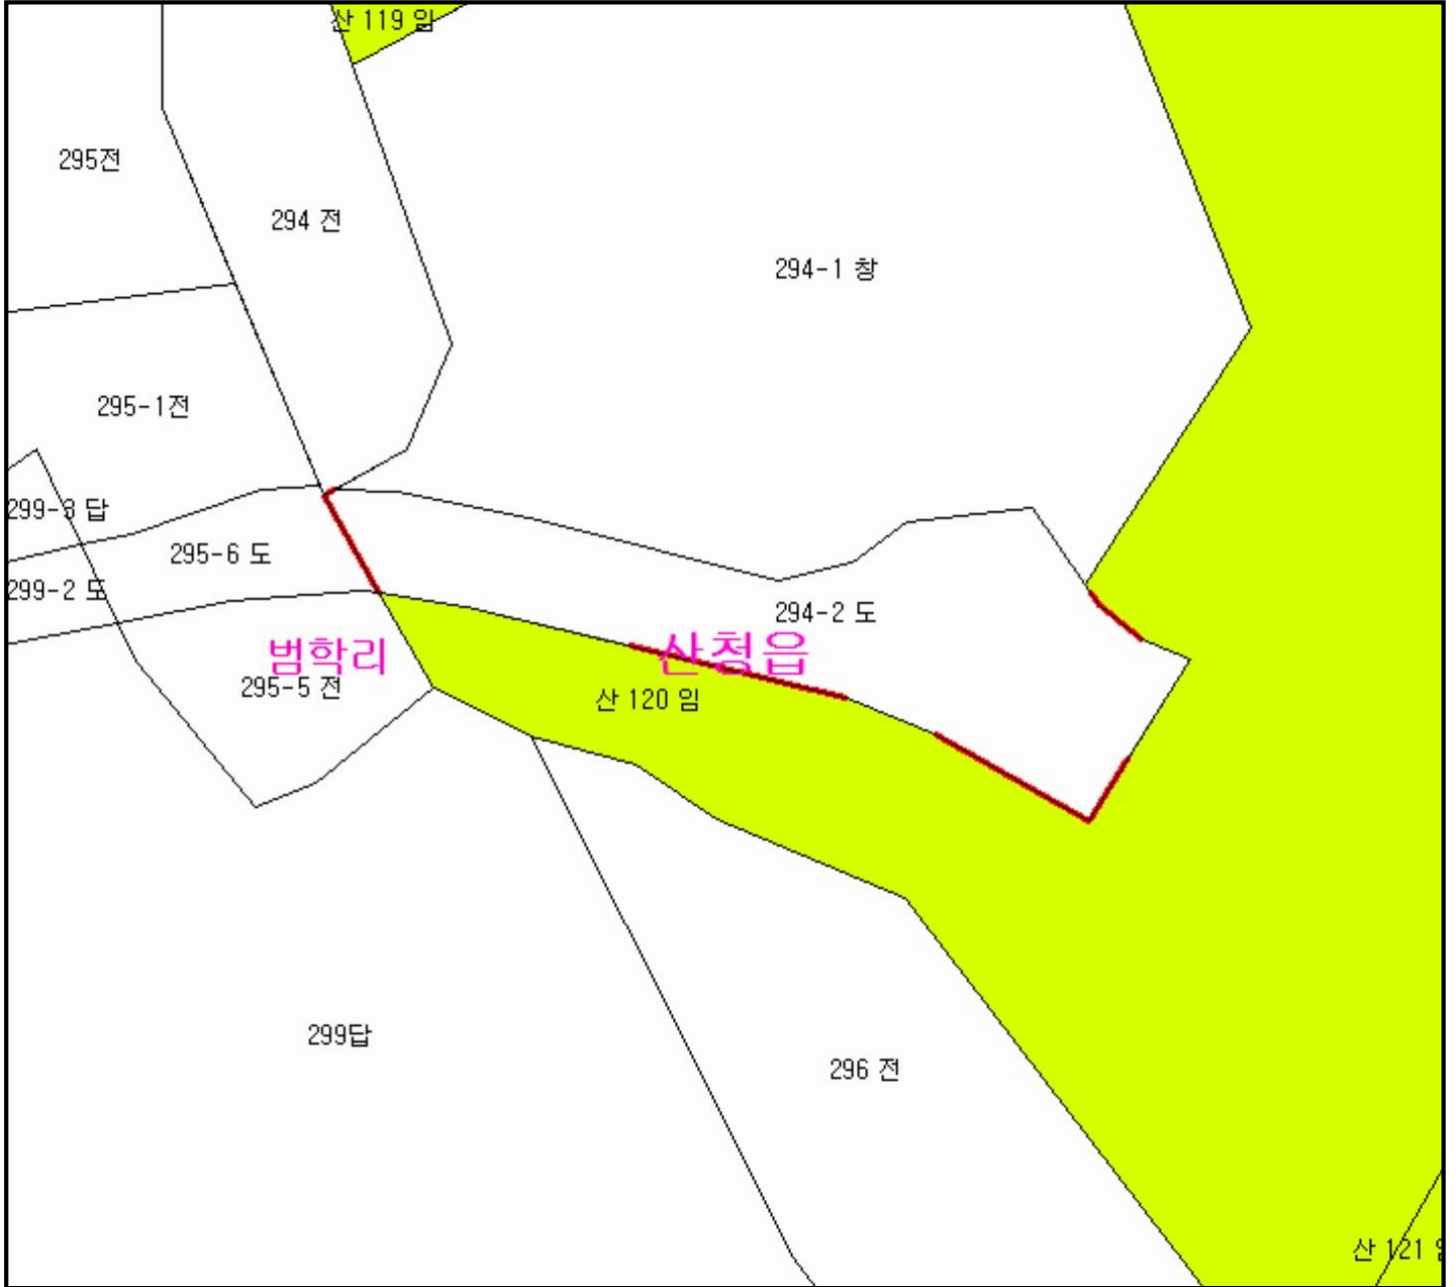 산 119 임
295전
294 전
294-1 창
295-1전
299-3 답
295-6 도
299-2 도
294-2 도
범학리
산청읍
295-5 전
산 120 임
299답
296 전
산 121